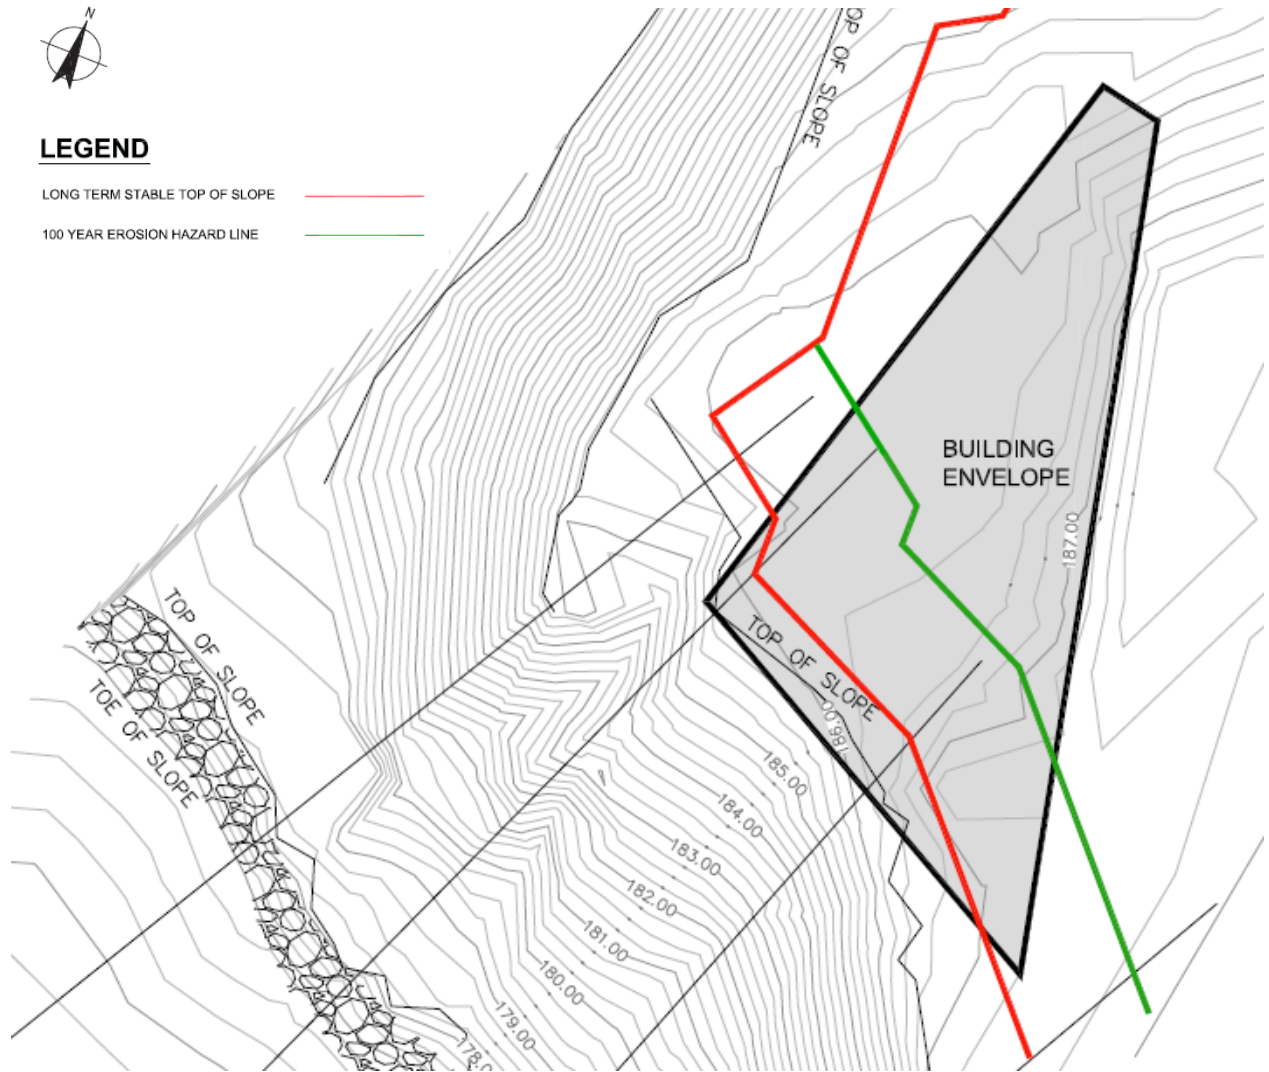 N
LEGEND
LONG TERM STABLE TOP OF SLOPE
100 YEAR EROSION HAZARD LINE
OP OF SLOPE
BUILDING
ENVELOPE
187.00
TOP OF SLOPE
TOE OF SLOPE
TOP OF SLOPE
186.00
185.00
184.00
183.00
182.00
181.00
180.00
179.00
178.0